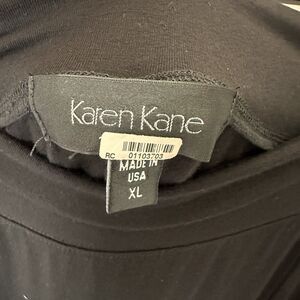 Karen Kane
RC 01103703
MADE IN
USA
XL